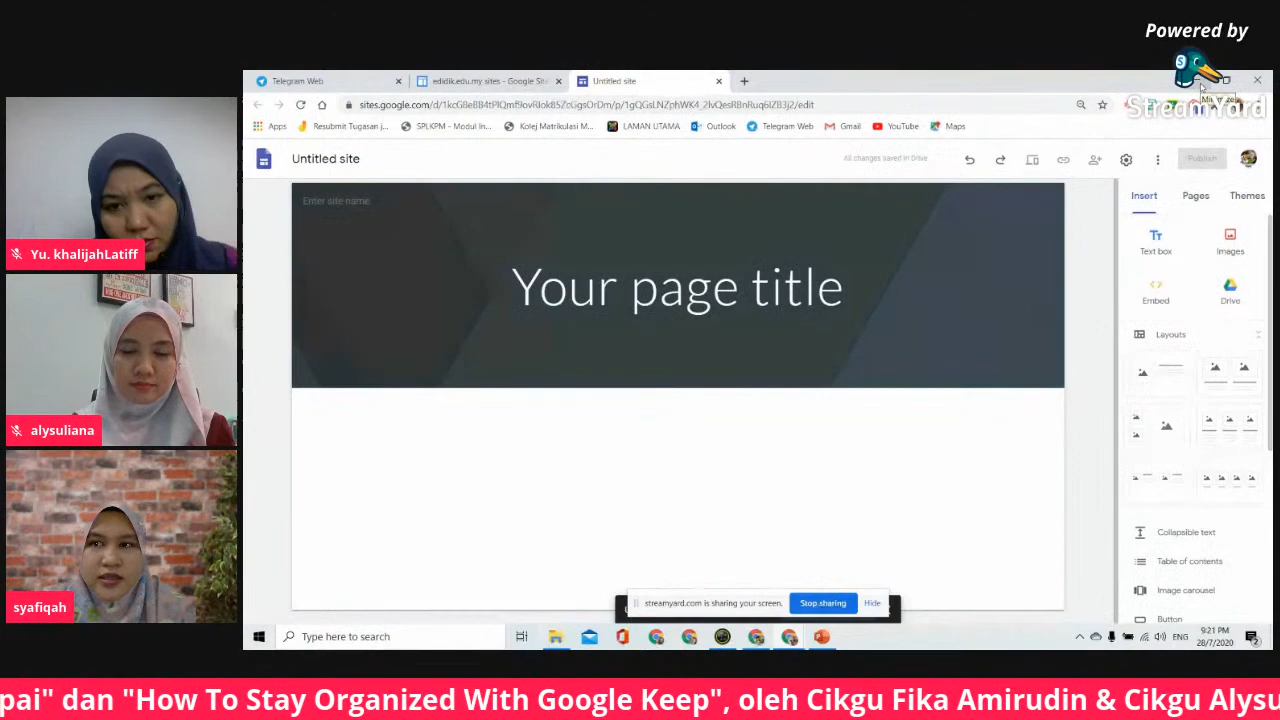 Powered by
StreamYard
Telegram Web
edidik.edu.my sites - Google Sit
Untitled site
Apps
Resubmit Tugasan j...
SPLKPM - Modul In...
Kolej Matrikulasi M...
LAMAN UTAMA
Outlook
Telegram Web
Gmail
YouTube
Maps
Untitled site
All changes saved in Drive
Publish
Enter site name
Your page title
Insert
Pages
Themes
Text box
Images
Embed
Drive
Layouts
Collapsible text
Table of contents
Image carousel
Button
streamyard.com is sharing your screen.
Stop sharing
Hide
Type here to search
ENG
9:21 PM
28/7/2020
Yu. khalijahLatiff
alysuliana
syafiqah
pai" dan "How To Stay Organized With Google Keep", oleh Cikgu Fika Amirudin & Cikgu Alysu